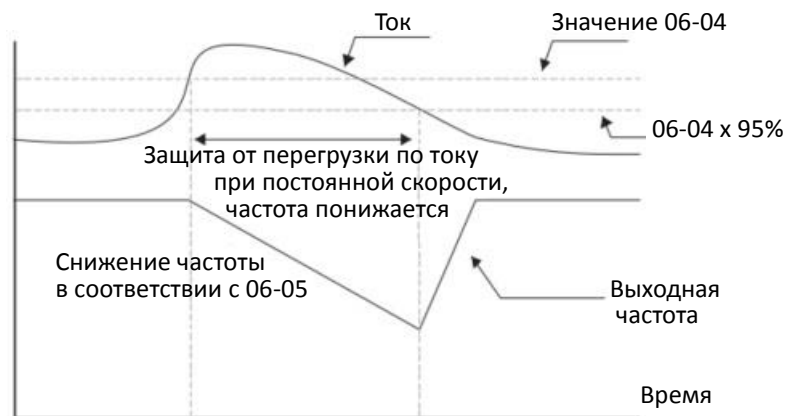 Ток
Значение 06-04
06-04 x 95%
Защита от перегрузки по току
при постоянной скорости,
частота понижается
Снижение частоты
в соответствии с 06-05
Выходная
частота
Время